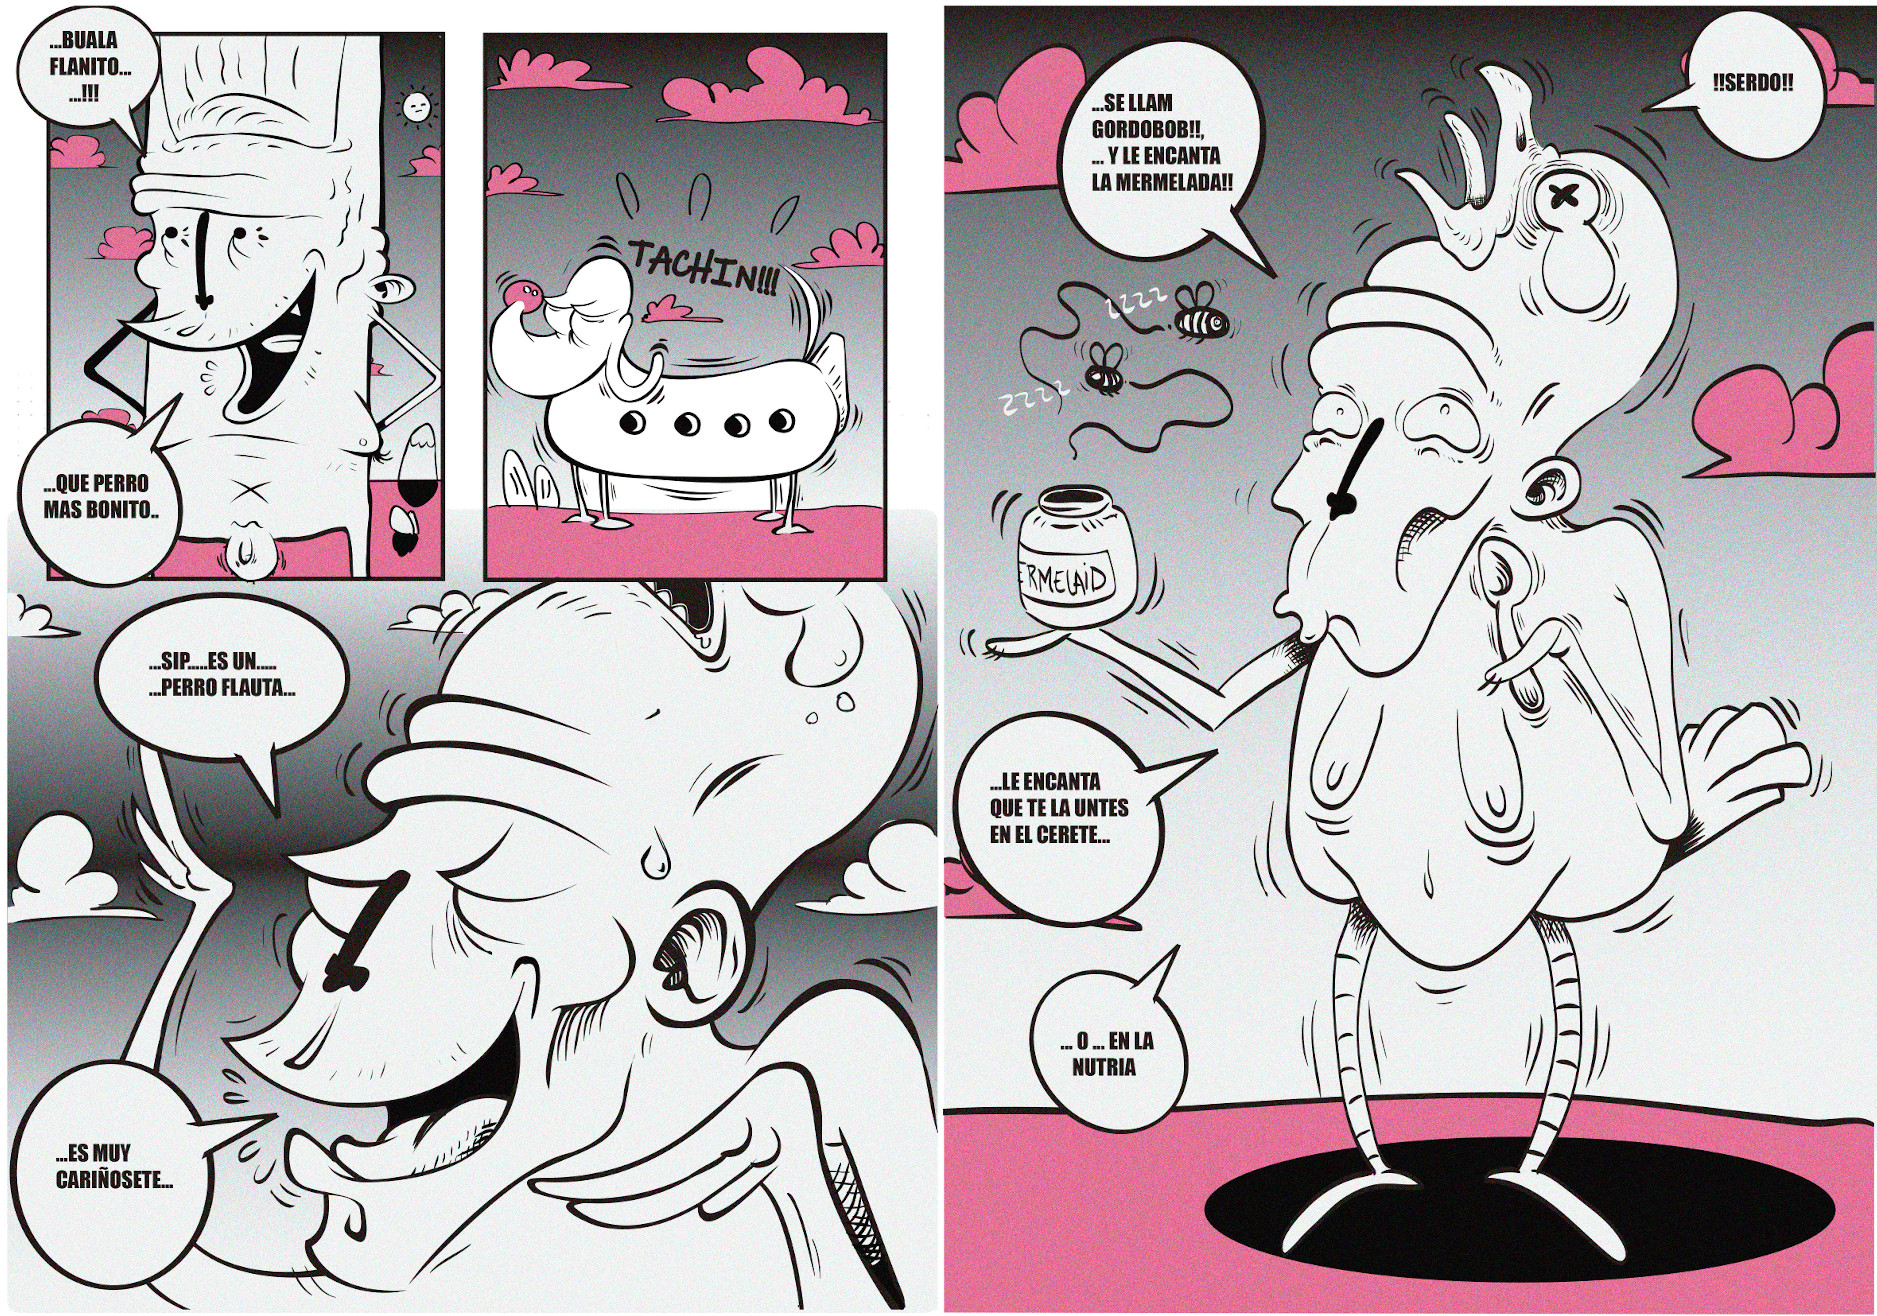 ...BUALA
FLANITO...
...!!!
...QUE PERRO
MAS BONITO..
TACHIN!!!
...SIP.....ES UN.....
...PERRO FLAUTA...
...ES MUY
CARIÑOSETE...
...SE LLAM
GORDOBOB!!,
... Y LE ENCANTA
LA MERMELADA!!
!!SERDO!!
ZZZZ
ZZZZ
ERMELAID
...LE ENCANTA
QUE TE LA UNTES
EN EL CERETE...
... O ... EN LA
NUTRIA